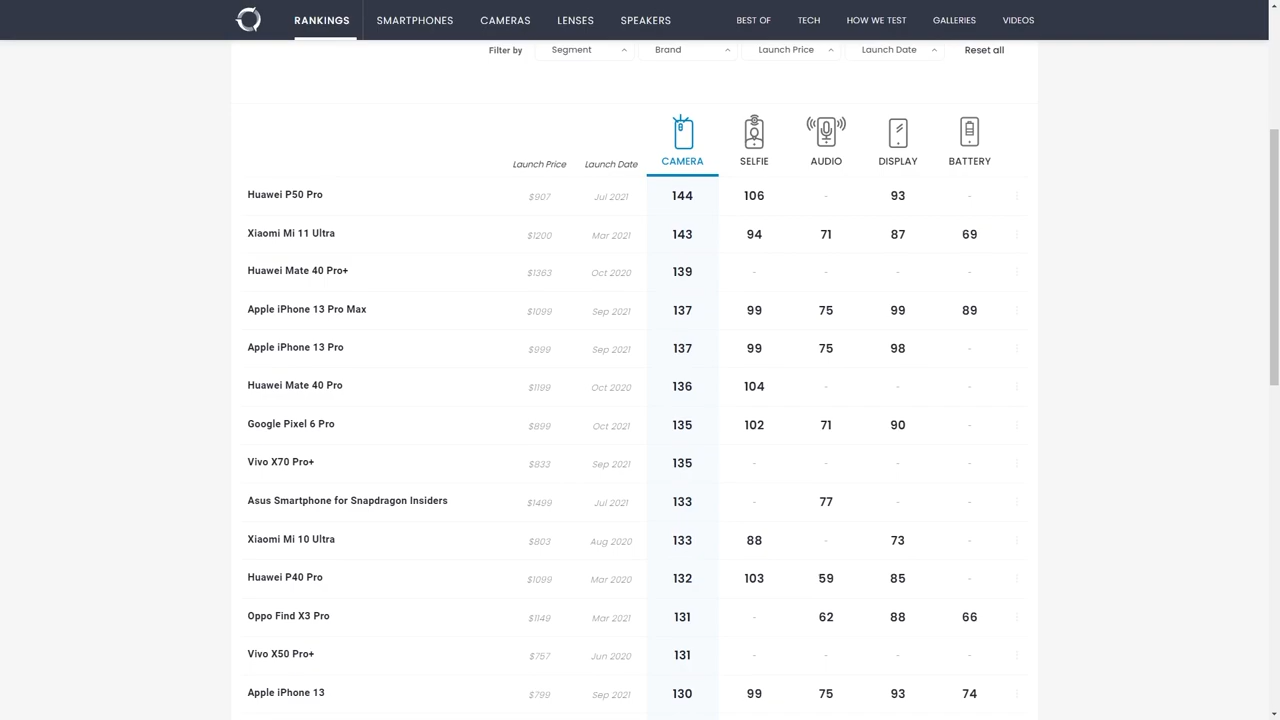 RANKINGS SMARTPHONES CAMERAS LENSES SPEAKERS BEST OF TECH HOW WE TEST GALLERIES VIDEOS
Filter by Segment Brand Launch Price Launch Date Reset all
Launch Price Launch Date CAMERA SELFIE AUDIO DISPLAY BATTERY
Huawei P50 Pro $907 Jul 2021 144 106 - 93 -
Xiaomi Mi 11 Ultra $1200 Mar 2021 143 94 71 87 69
Huawei Mate 40 Pro+ $1363 Oct 2020 139 - - - -
Apple iPhone 13 Pro Max $1099 Sep 2021 137 99 75 99 89
Apple iPhone 13 Pro $999 Sep 2021 137 99 75 98 -
Huawei Mate 40 Pro $1199 Oct 2020 136 104 - - -
Google Pixel 6 Pro $899 Oct 2021 135 102 71 90 -
Vivo X70 Pro+ $833 Sep 2021 135 - - - -
Asus Smartphone for Snapdragon Insiders $1499 Jul 2021 133 - 77 - -
Xiaomi Mi 10 Ultra $803 Aug 2020 133 88 - 73 -
Huawei P40 Pro $1099 Mar 2020 132 103 59 85 -
Oppo Find X3 Pro $1149 Mar 2021 131 - 62 88 66
Vivo X50 Pro+ $757 Jun 2020 131 - - - -
Apple iPhone 13 $799 Sep 2021 130 99 75 93 74